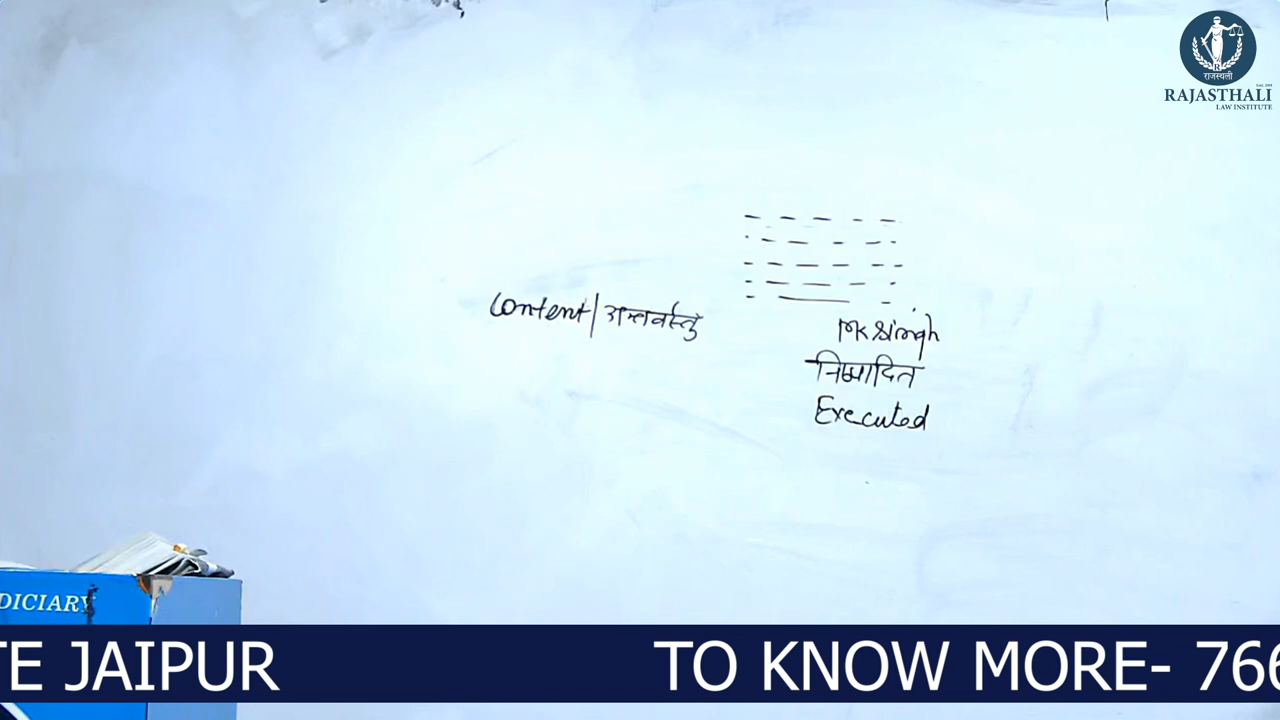 राजस्थली
RAJASTHALI
LAW INSTITUTE
Content/अन्तर्वस्तु
MK Singh
निष्पादित
Executed
DICIARY
TE JAIPUR
TO KNOW MORE- 766